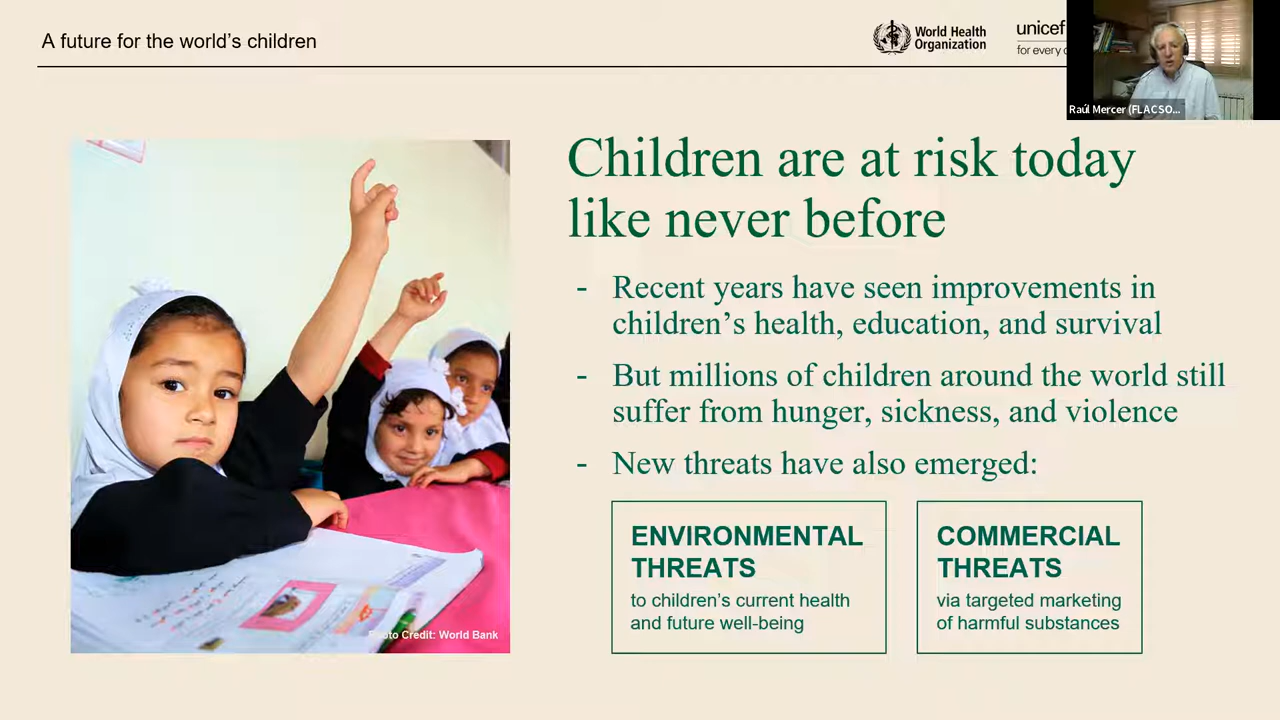 A future for the world’s children
World Health
Organization
unicef
for every
Raúl Mercer (FLACSO...
Children are at risk today
like never before
- Recent years have seen improvements in
children’s health, education, and survival
- But millions of children around the world still
suffer from hunger, sickness, and violence
- New threats have also emerged:
ENVIRONMENTAL
THREATS
to children’s current health
and future well-being
COMMERCIAL
THREATS
via targeted marketing
of harmful substances
Photo Credit: World Bank